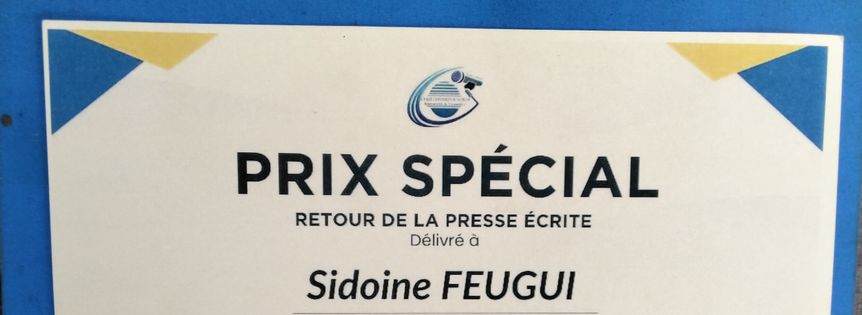 PRIX SPÉCIAL
RETOUR DE LA PRESSE ÉCRITE
Délivré à
Sidoine FEUGUI